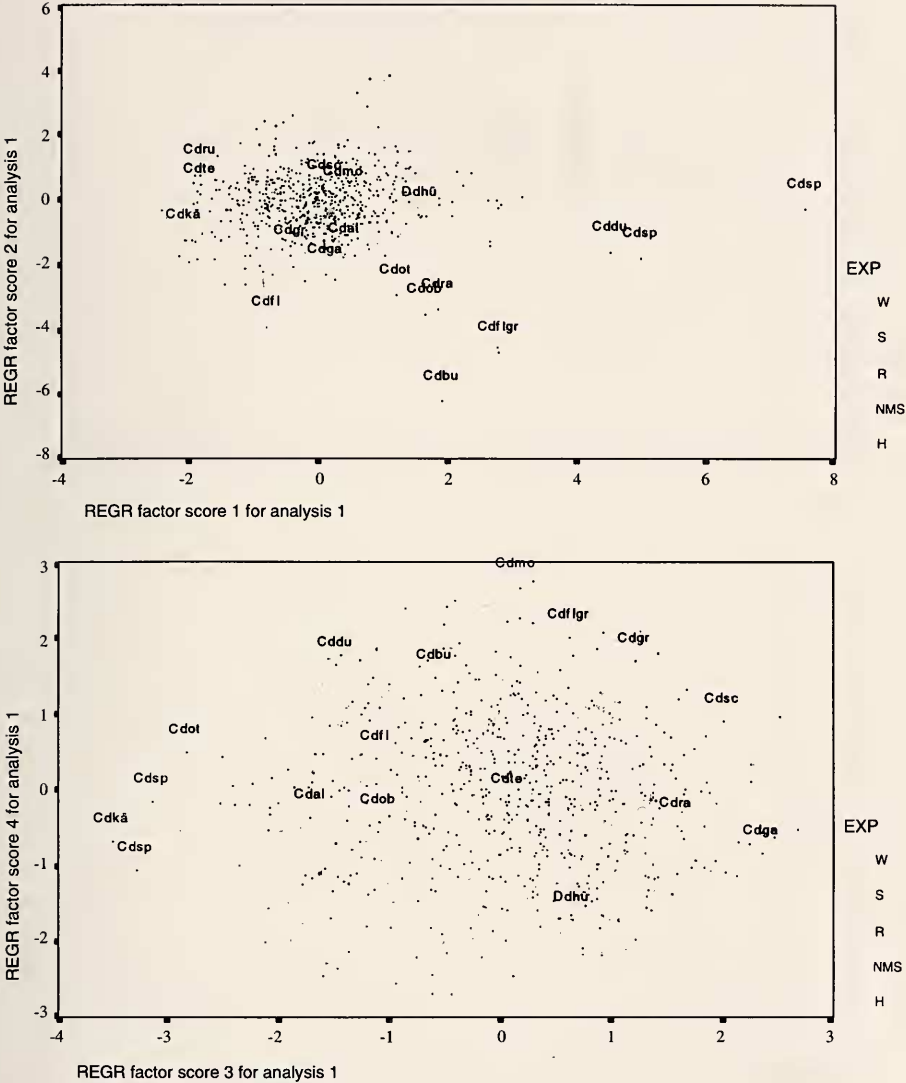 REGR factor score 2 for analysis 1
6
4
2
0
-2
-4
-6
-8
Cdru
Cdte
Cdkä
Cdsc
Cdmo
Ddhü
Cdgr
Cdal
Cdga
Cdot
Cdra
Cdob
Cdfl
Cdflgr
Cdbu
Cddu
Cdsp
Cdsp
EXP
W
S
R
NMS
H
-4 -2 0 2 4 6 8
REGR factor score 1 for analysis 1
REGR factor score 4 for analysis 1
3
2
1
0
-1
-2
-3
Cdmo
Cdflgr
Cdgr
Cddu
Cdbu
Cdsc
Cdot
Cdfl
Cdsp
Cdte
Cdal
Cdob
Cdra
Cdkä
Cdga
Cdsp
Ddhü
EXP
W
S
R
NMS
H
-4 -3 -2 -1 0 1 2 3
REGR factor score 3 for analysis 1